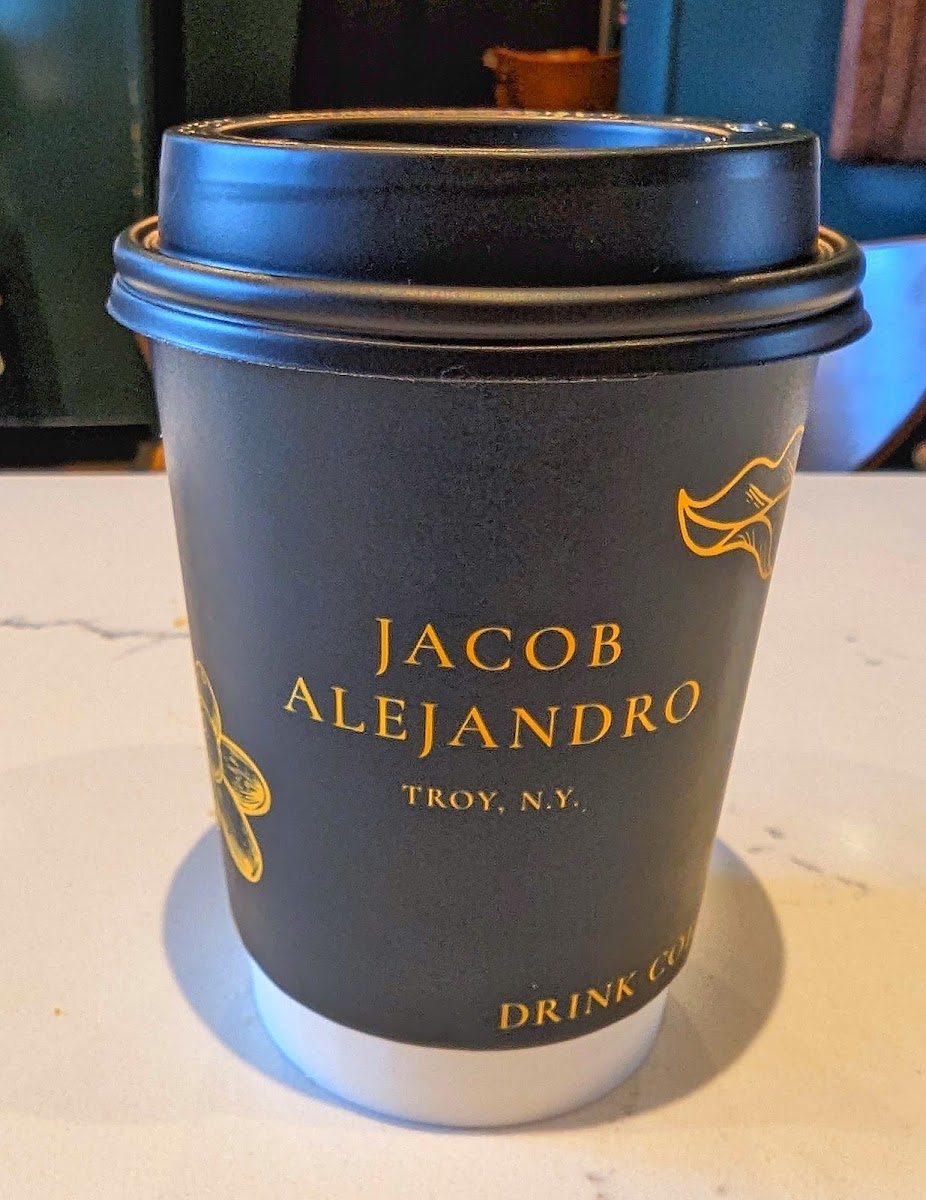 JACOB
ALEJANDRO
TROY, N.Y.
DRINK